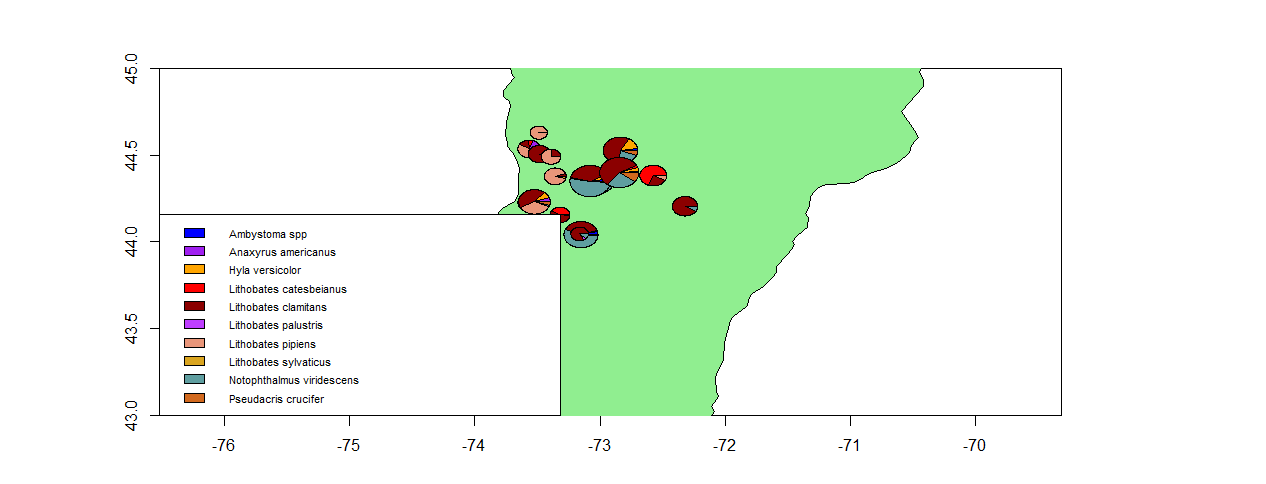 45.0
44.5
44.0
43.5
43.0
Ambystoma spp
Anaxyrus americanus
Hyla versicolor
Lithobates catesbeianus
Lithobates clamitans
Lithobates palustris
Lithobates pipiens
Lithobates sylvaticus
Notophthalmus viridescens
Pseudacris crucifer
-76 -75 -74 -73 -72 -71 -70